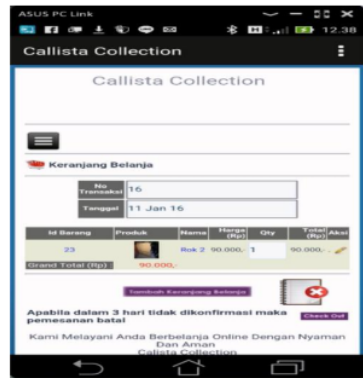 ASUS PC Link
12.38
Callista Collection
Callista Collection
Keranjang Belanja
No Transaksi 16
Tanggal 11 Jan 16
Id Barang Produk Nama Harga (Rp) Qty Total (Rp) Aksi
23 Rok 2 90.000, 1 90.000,-
Grand Total (Rp) : 90.000,-
Tambah Keranjang Belanja
Apabila dalam 3 hari tidak dikonfirmasi maka
pemesanan batal
Check Out
Kami Melayani Anda Berbelanja Online Dengan Nyaman
Dan Aman
Calista Collection